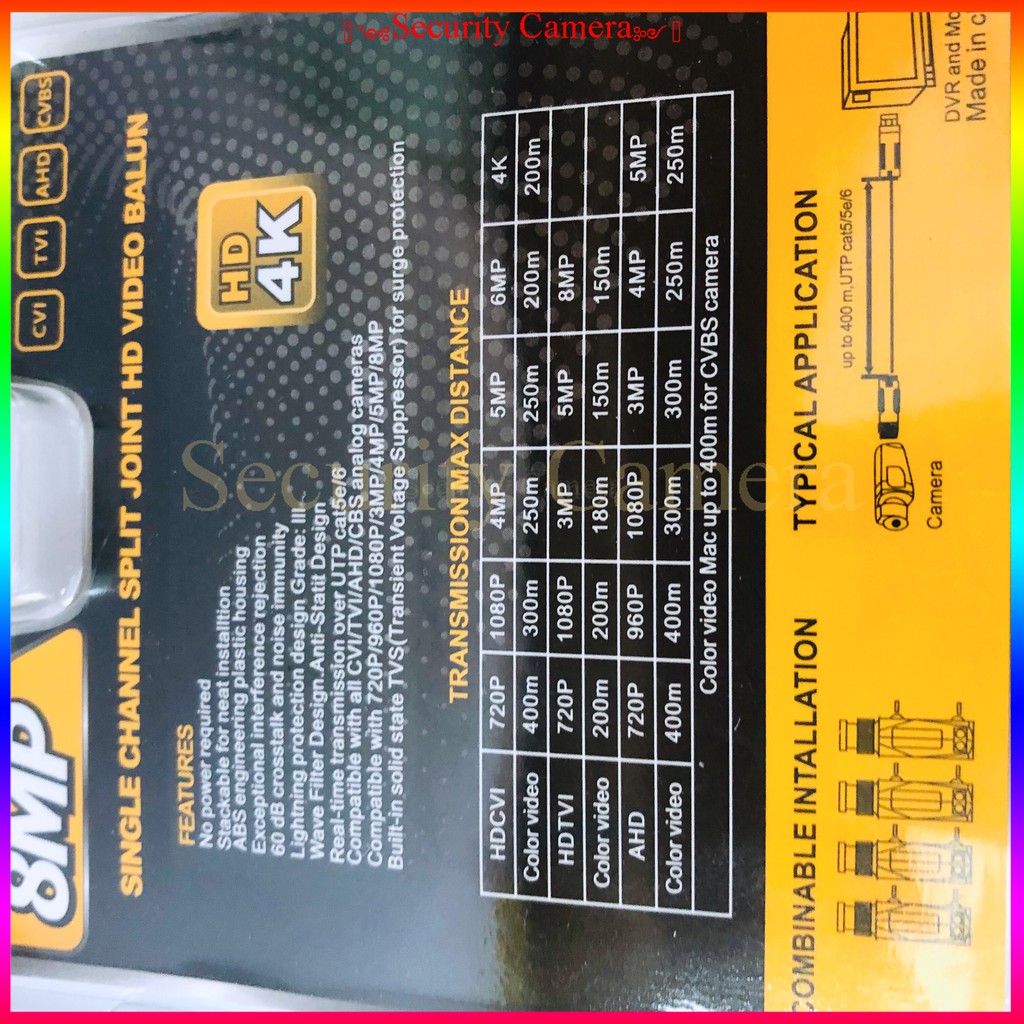 Security Camera
CVI TVI AHD CVBS
8MP
SINGLE CHANNEL SPLIT JOINT HD VIDEO BALUN
HD
4K
FEATURES
No power required
Stackable for neat installtion
ABS engineering plastic housing
Exceptional interference rejection
60 dB crosstalk and noise immunity
Lightning protection design Grade: III
Wave Filter Design.Anti-Statit Design
Real-time transmission over UTP cat5e/6
Compatible with all CVI/TVI/AHD/CBS analog cameras
Compatible with 720P/960P/1080P/3MP/4MP/5MP/8MP
Built-in solid state TVS(Transient Voltage Suppressor)for surge protection
TRANSMISSION MAX DISTANCE
HDCVI 720P 1080P 4MP 5MP 6MP 4K
Color video 400m 300m 250m 250m 200m 200m
HDTVI 720P 1080P 3MP 5MP 8MP
Color video 200m 200m 180m 150m 150m
AHD 720P 960P 1080P 3MP 4MP 5MP
Color video 400m 400m 300m 300m 250m 250m
Color video Mac up to 400m for CVBS camera
Security Camera
COMBINABLE INTALLATION
TYPICAL APPLICATION
up to 400 m,UTP cat5/5e/6
Camera
DVR and Mo
Made in c